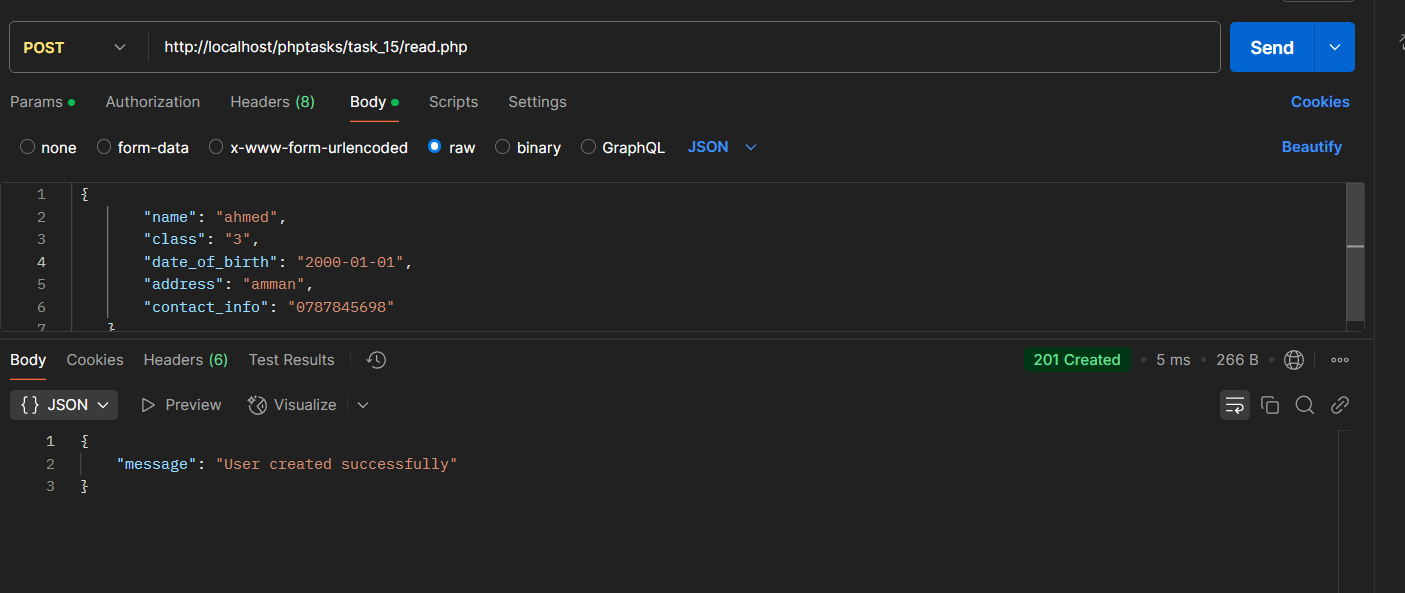 POST http://localhost/phptasks/task_15/read.php Send
Params Authorization Headers (8) Body Scripts Settings Cookies
none form-data x-www-form-urlencoded raw binary GraphQL JSON Beautify
1 {
2 "name": "ahmed",
3 "class": "3",
4 "date_of_birth": "2000-01-01",
5 "address": "amman",
6 "contact_info": "0787845698"
7 }
Body Cookies Headers (6) Test Results 201 Created 5 ms 266 B
{} JSON Preview Visualize
1 {
2 "message": "User created successfully"
3 }